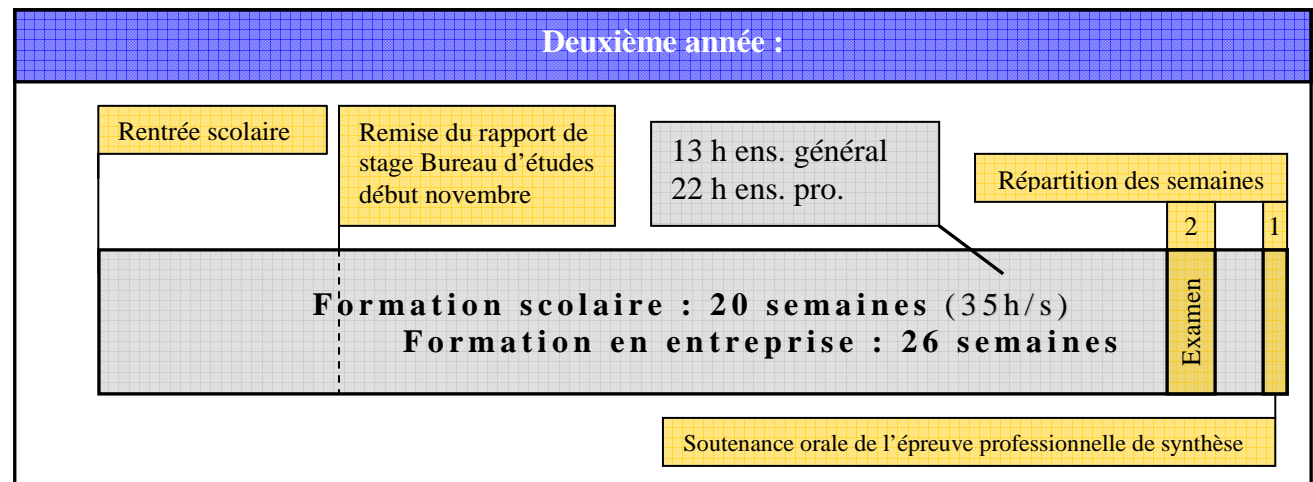 Deuxième année :
Rentrée scolaire
Remise du rapport de
stage Bureau d'études
début novembre
13 h ens. général
22 h ens. pro.
Répartition des semaines
2
1
Formation scolaire : 20 semaines (35h/s)
Formation en entreprise : 26 semaines
Examen
Soutenance orale de l'épreuve professionnelle de synthèse